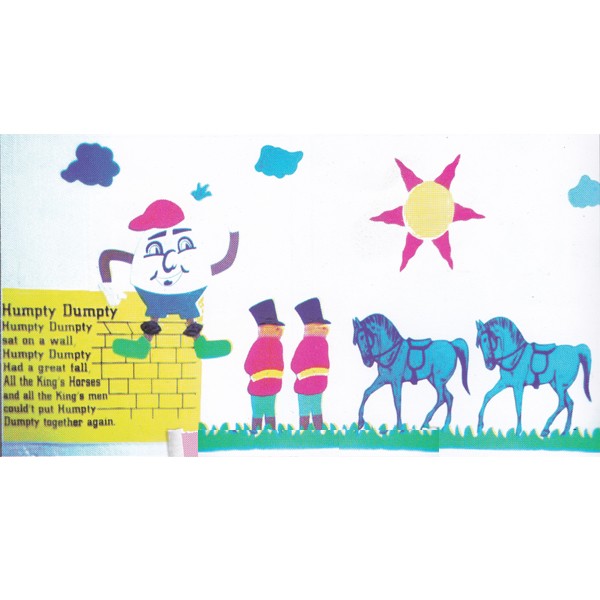 Humpty Dumpty
Humpty Dumpty
sat on a wall,
Humpty Dumpty
Had a great fall,
All the King's Horses
and all the King's men
could't put Humpty
Dumpty together again.